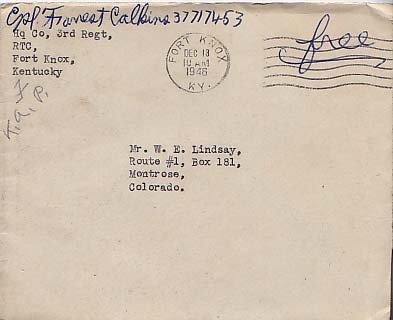 Cpl Forrest Calkins 37717453
Hq Co, 3rd Regt,
RTC,
Fort Knox,
Kentucky
FORT KNOX
DEC 18
10 AM
1946
KY.
free
F.
A. P.
Mr. W. E. Lindsay,
Route #1, Box 181,
Montrose,
Colorado.